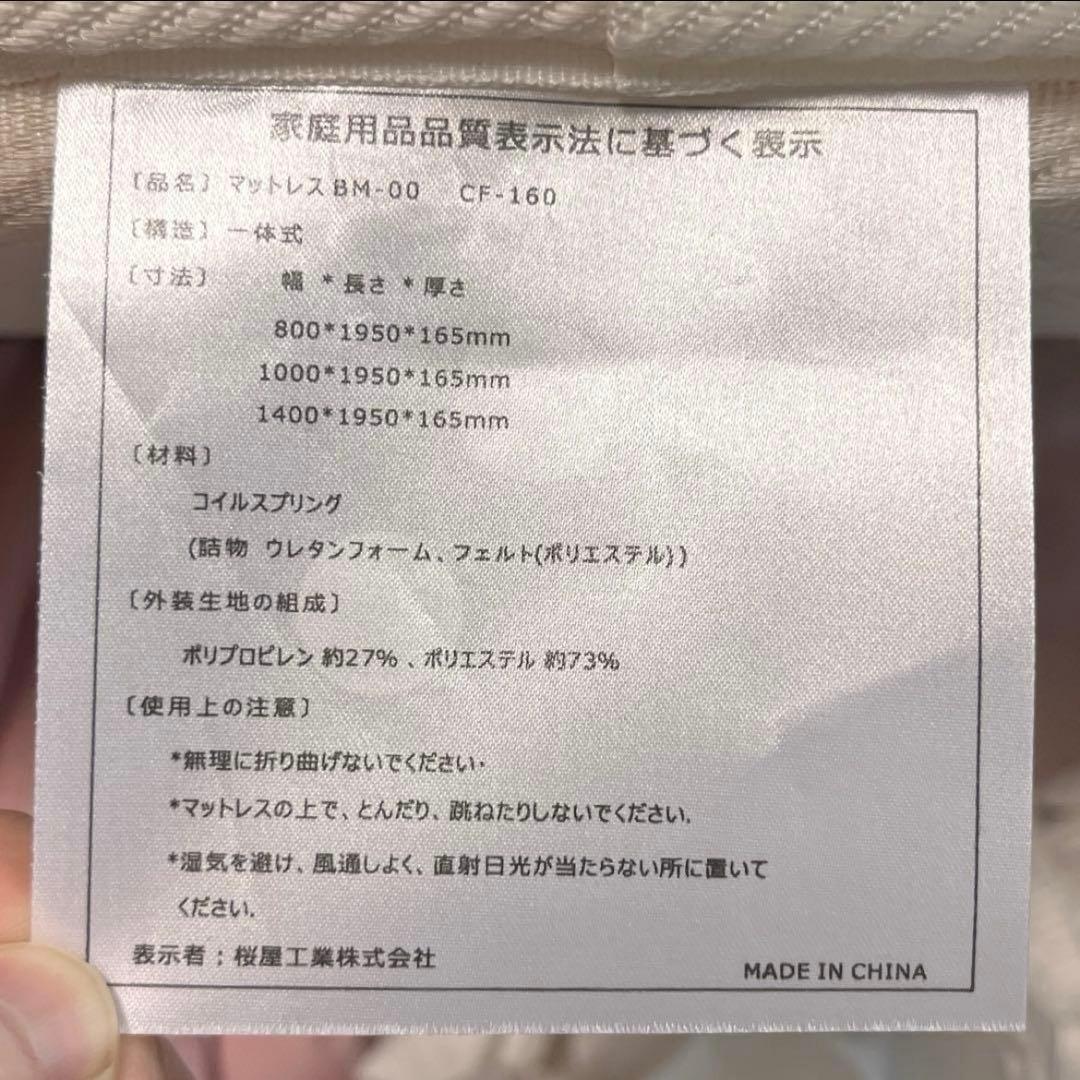 家庭用品品質表示法に基づく表示
〔品名〕マットレスBM-00 CF-160
〔構造〕一体式
〔寸法〕 幅 *長さ *厚さ
800*1950*165mm
1000*1950*165mm
1400*1950*165mm
〔材料〕
コイルスプリング
(詰物 ウレタンフォーム、フェルト(ポリエステル))
〔外装生地の組成〕
ポリプロピレン 約27% 、ポリエステル 約73%
〔使用上の注意〕
*無理に折り曲げないでください.
*マットレスの上で、とんだり、跳ねたりしないでください.
*湿気を避け、風通しよく、直射日光が当たらない所に置いて
ください.
表示者；桜屋工業株式会社
MADE IN CHINA